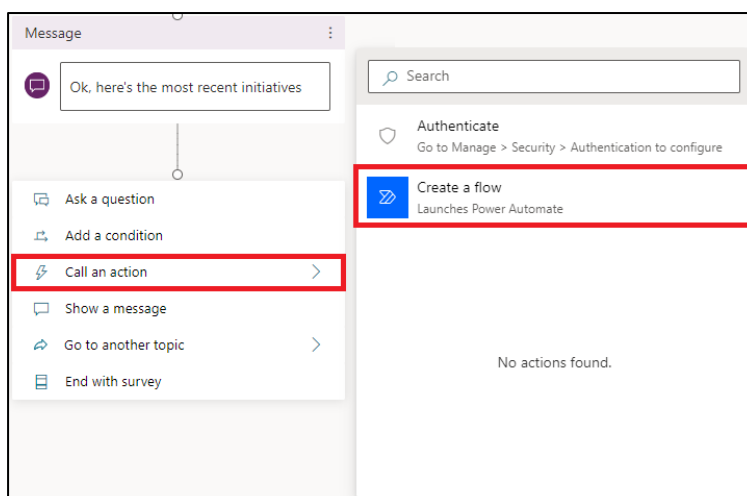 Message
Ok, here's the most recent initiatives
Ask a question
Add a condition
Call an action
Show a message
Go to another topic
End with survey
Search
Authenticate
Go to Manage > Security > Authentication to configure
Create a flow
Launches Power Automate
No actions found.